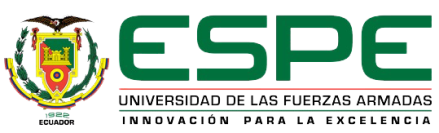 ESPE
UNIVERSIDAD DE LAS FUERZAS ARMADAS
INNOVACIÓN PARA LA EXCELENCIA
1922
ECUADOR